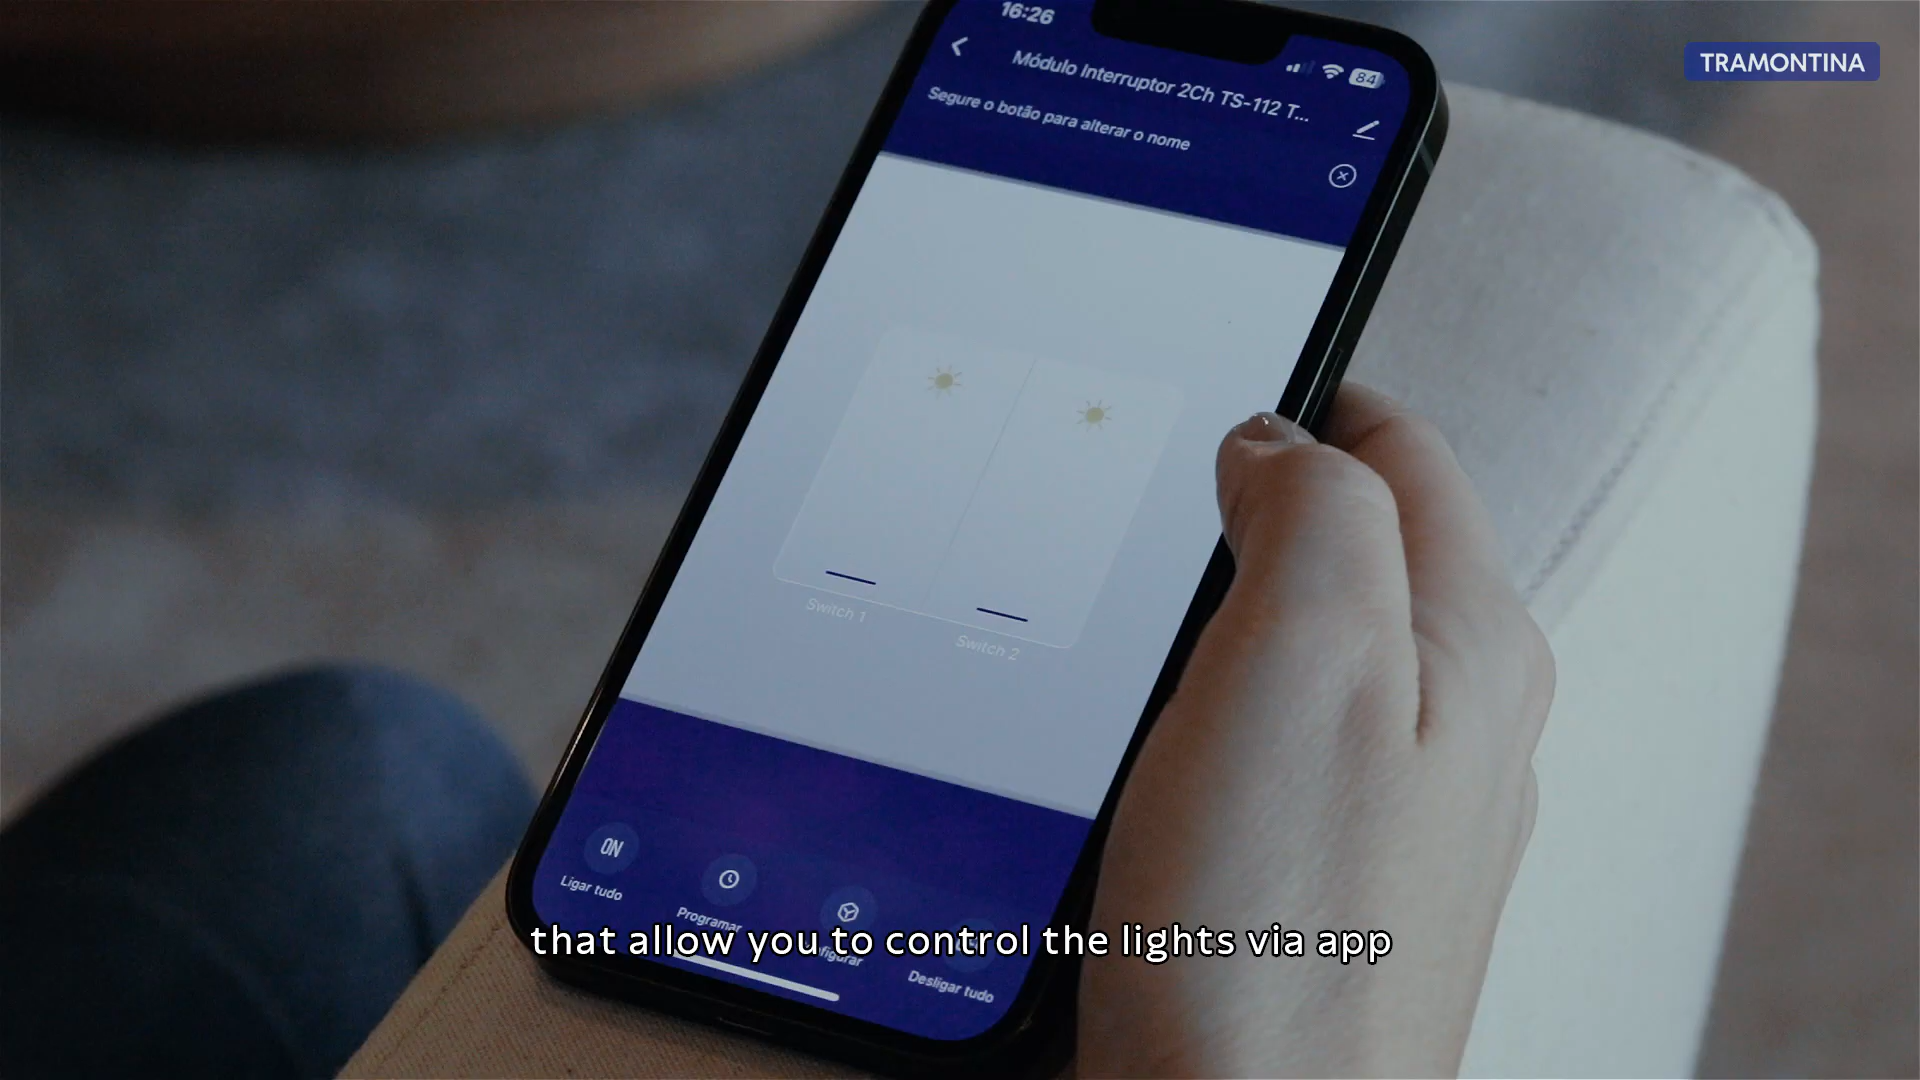 16:26
84
TRAMONTINA
Módulo Interruptor 2Ch TS-112 T...
Segure o botão para alterar o nome
Switch 1
Switch 2
ON
Ligar tudo
Programar
Desligar tudo
that allow you to control the lights via app